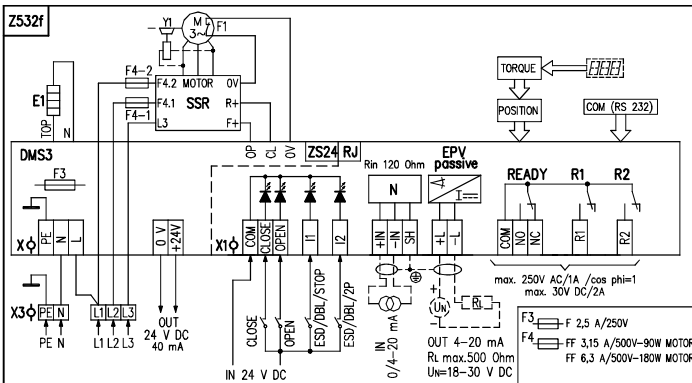 Z532f
Y1
M
3~
F1
F4-2
F4.2
MOTOR
0V
F4.1
SSR
R+
F4-1
L3
F+
E1
TOP
N
OP
CL
OV
TORQUE
POSITION
COM (RS 232)
DMS3
F3
ZS24
RJ
Rin 120 Ohm
N
EPV
passive
READY
R1
R2
X
PE
N
L
0 V
+24V
X1
COM
CLOSE
OPEN
I1
I2
+IN
-IN
SH
+L
-L
COM
NO
NC
R1
R2
X3
PE
N
L1
L2
L3
PE N
L1 L2 L3
OUT
24 V DC
40 mA
CLOSE
OPEN
ESD/DBL/STOP
ESD/DBL/2P
IN 24 V DC
IN
0/4-20 mA
+
UN
-
RL
OUT 4-20 mA
RL max.500 Ohm
UN=18-30 V DC
max. 250V AC/1A /cos phi=1
max. 30V DC/2A
F3 F 2,5 A/250V
F4 FF 3,15 A/500V-90W MOTOR
FF 6,3 A/500V-180W MOTOR